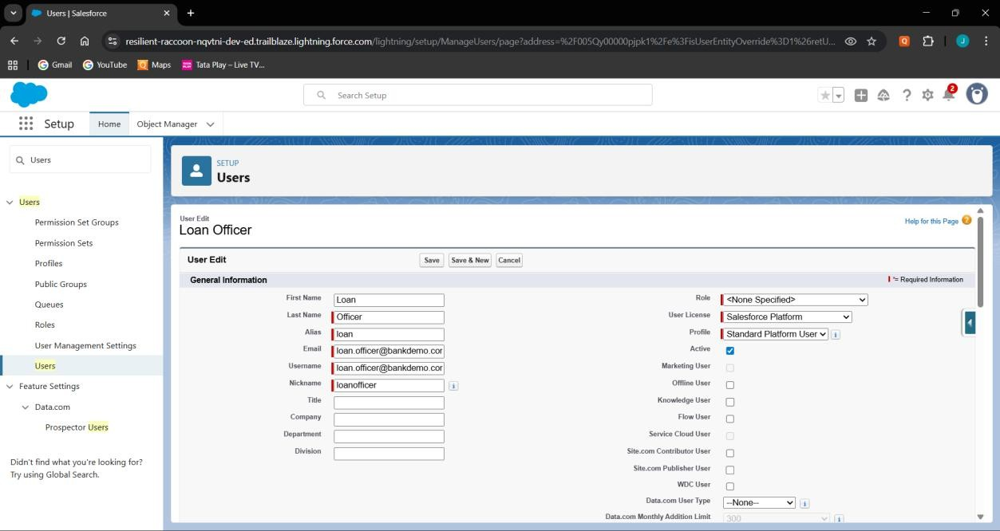 Users | Salesforce
resilient-raccoon-nqvtni-dev-ed.trailblaze.lightning.force.com/lightning/setup/ManageUsers/page?address=%2F005Qy00000pjpk1%2Fe%3FisUserEntityOverride%3D1%26retU...
Q
J
Gmail
YouTube
Maps
Tata Play – Live TV...
Search Setup
2
Setup
Home
Object Manager
Users
SETUP
Users
Users
Permission Set Groups
Permission Sets
Profiles
Public Groups
Queues
Roles
User Management Settings
Users
Feature Settings
Data.com
Prospector Users
Didn't find what you're looking for?
Try using Global Search.
User Edit
Loan Officer
Help for this Page ?
User Edit
Save
Save & New
Cancel
General Information
= Required Information
First Name
Loan
Last Name
Officer
Alias
loan
Email
loan.officer@bankdemo.cor
Username
loan.officer@bankdemo.cor
Nickname
loanofficer
i
Title
Company
Department
Division
Role
<None Specified>
User License
Salesforce Platform
Profile
Standard Platform User
i
Active
Marketing User
Offline User
Knowledge User
Flow User
Service Cloud User
Site.com Contributor User
Site.com Publisher User
WDC User
Data.com User Type
--None--
i
Data.com Monthly Addition Limit
300
i